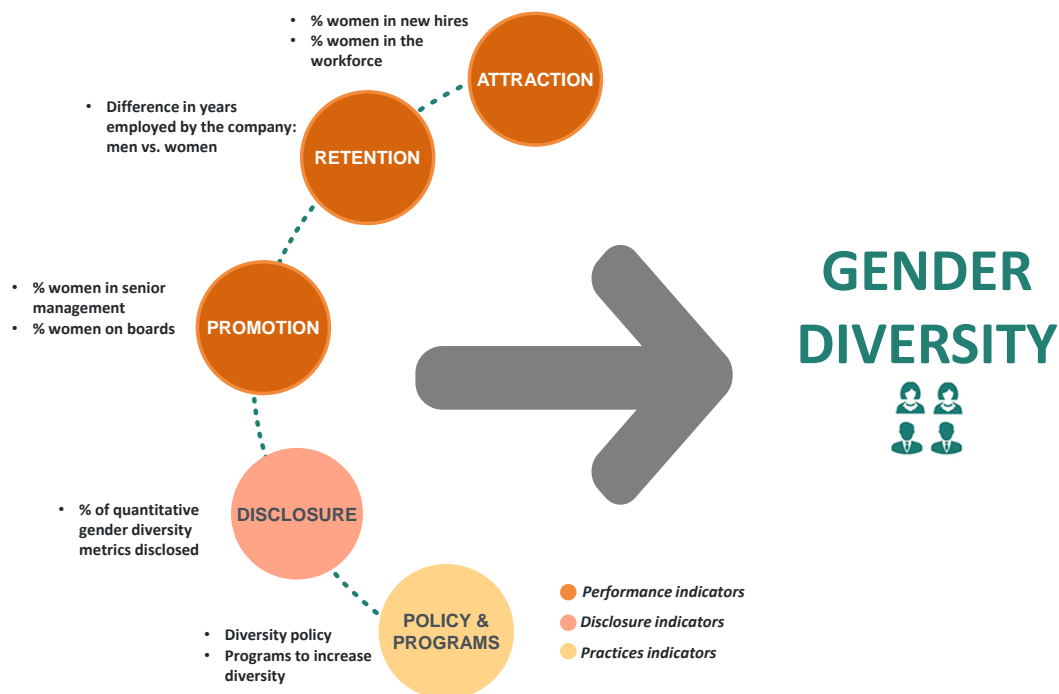 • % women in new hires
• % women in the
workforce
ATTRACTION
• Difference in years
employed by the company:
men vs. women
RETENTION
• % women in senior
management
• % women on boards
PROMOTION
GENDER
DIVERSITY
• % of quantitative
gender diversity
metrics disclosed
DISCLOSURE
• Diversity policy
• Programs to increase
diversity
POLICY &
PROGRAMS
Performance indicators
Disclosure indicators
Practices indicators